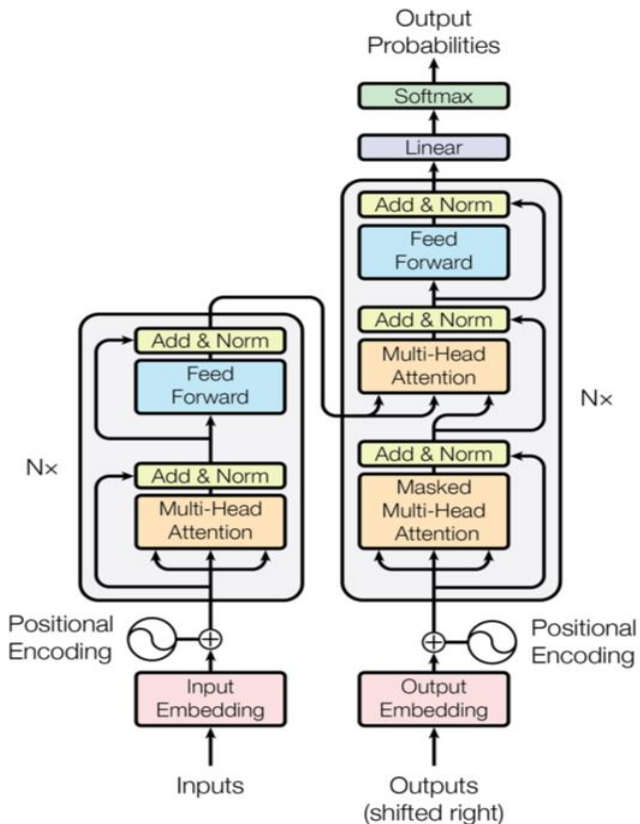 Output
Probabilities
Softmax
Linear
Add & Norm
Feed
Forward
Add & Norm
Multi-Head
Attention
Add & Norm
Masked
Multi-Head
Attention
Nx
Add & Norm
Feed
Forward
Add & Norm
Multi-Head
Attention
Nx
Positional
Encoding
Positional
Encoding
Input
Embedding
Output
Embedding
Inputs
Outputs
(shifted right)